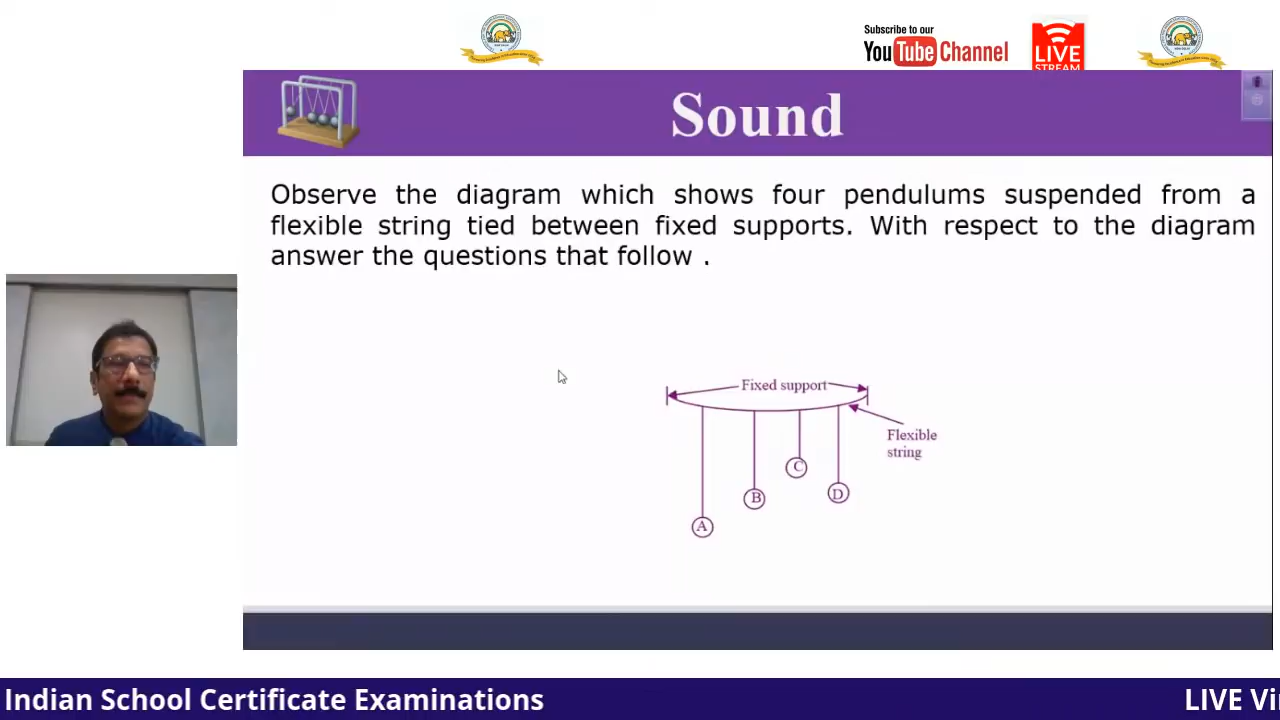 Subscribe to our
YouTube Channel
LIVE
STREAM
Sound
Observe the diagram which shows four pendulums suspended from a
flexible string tied between fixed supports. With respect to the diagram
answer the questions that follow .
Fixed support
Flexible
string
C
B
D
A
Indian School Certificate Examinations
LIVE Vi